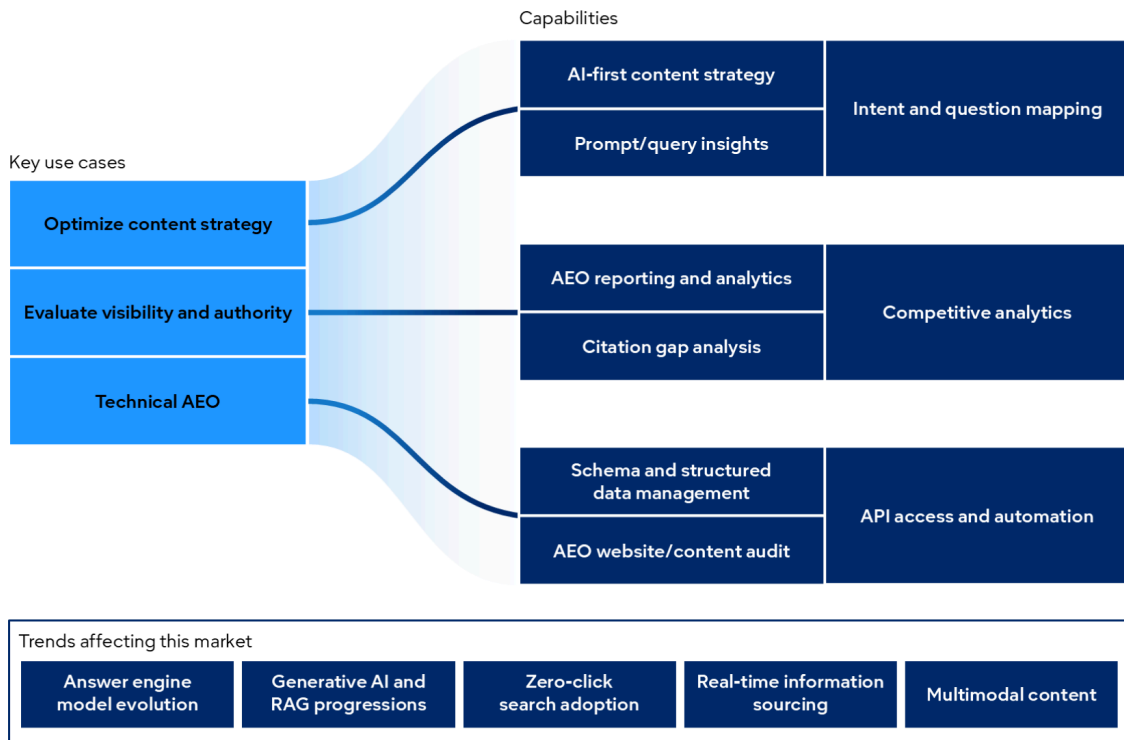 Capabilities
AI-first content strategy
Prompt/query insights
Intent and question mapping
Key use cases
Optimize content strategy
Evaluate visibility and authority
Technical AEO
AEO reporting and analytics
Citation gap analysis
Competitive analytics
Schema and structured
data management
AEO website/content audit
API access and automation
Trends affecting this market
Answer engine
model evolution
Generative AI and
RAG progressions
Zero-click
search adoption
Real-time information
sourcing
Multimodal content